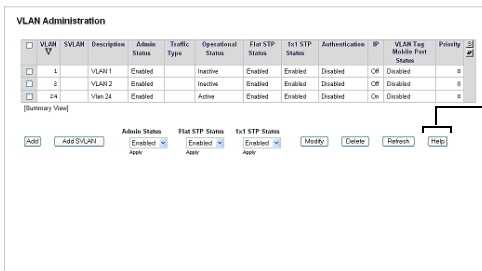 VLAN Administration
VLAN SVLAN Description Admin Status Traffic Type Operational Status Flat STP Status 1x1 STP Status Authentication IP VLAN Tag Mobile Port Status Priority
1 VLAN 1 Enabled Inactive Enabled Enabled Disabled Off Disabled 0
2 VLAN 2 Enabled Inactive Enabled Enabled Disabled Off Disabled 0
24 Vlan 24 Enabled Active Enabled Enabled Disabled On Disabled 0
[Summary View]
Admin Status Flat STP Status 1x1 STP Status
Add Add SVLAN Enabled Enabled Enabled Modify Delete Refresh Help
Apply Apply Apply